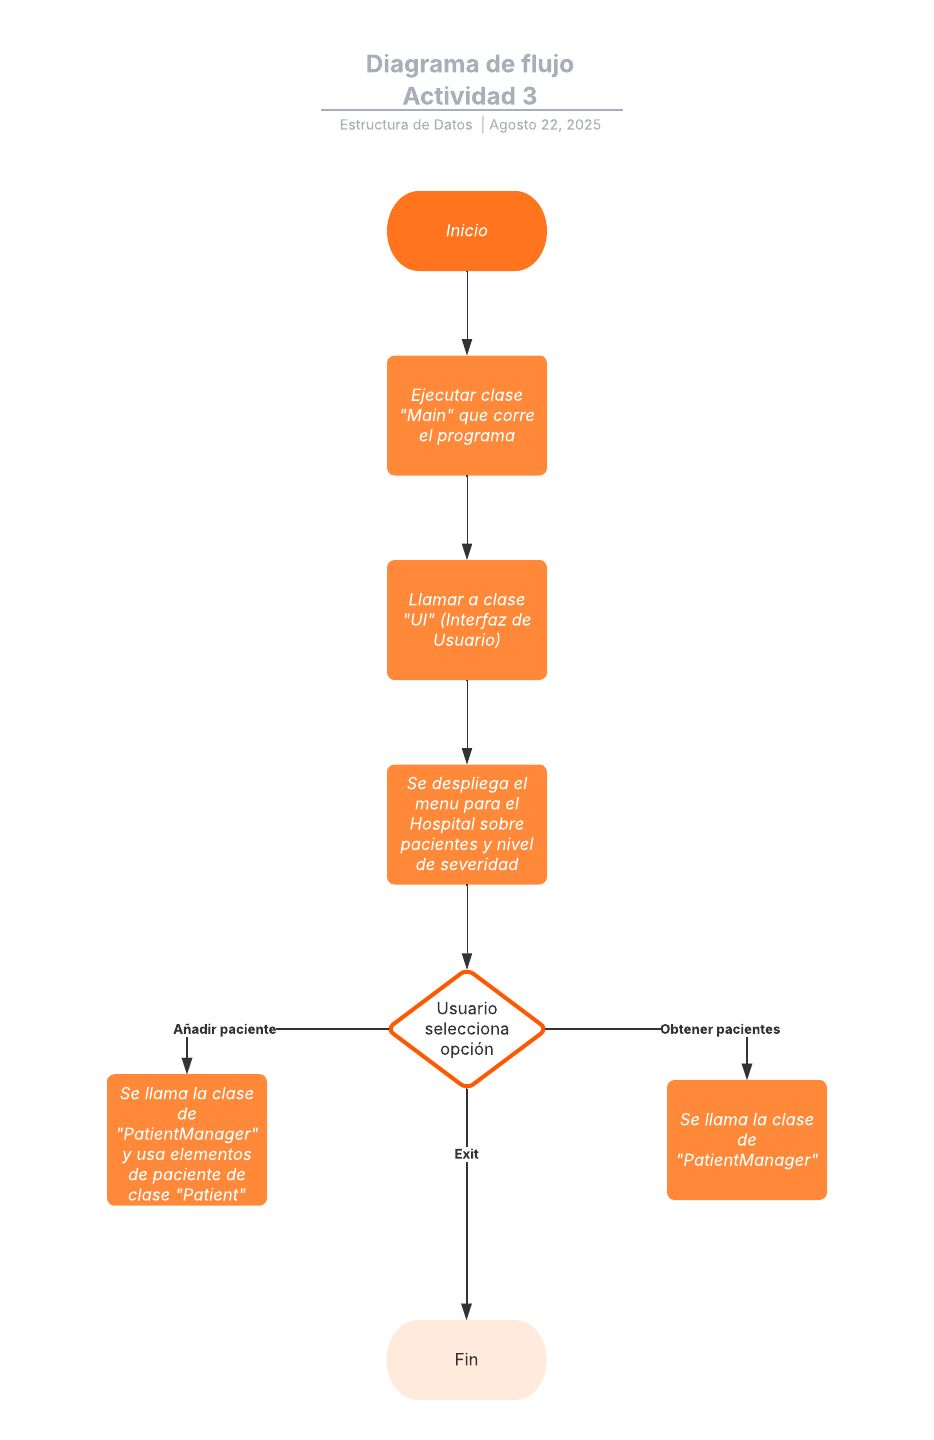 Diagrama de flujo
Actividad 3
Estructura de Datos | Agosto 22, 2025
Inicio
Ejecutar clase
"Main" que corre
el programa
Llamar a clase
"UI" (Interfaz de
Usuario)
Se despliega el
menu para el
Hospital sobre
pacientes y nivel
de severidad
Usuario
selecciona
opción
Añadir paciente
Obtener pacientes
Se llama la clase
de
"PatientManager"
y usa elementos
de paciente de
clase "Patient"
Se llama la clase
de
"PatientManager"
Exit
Fin